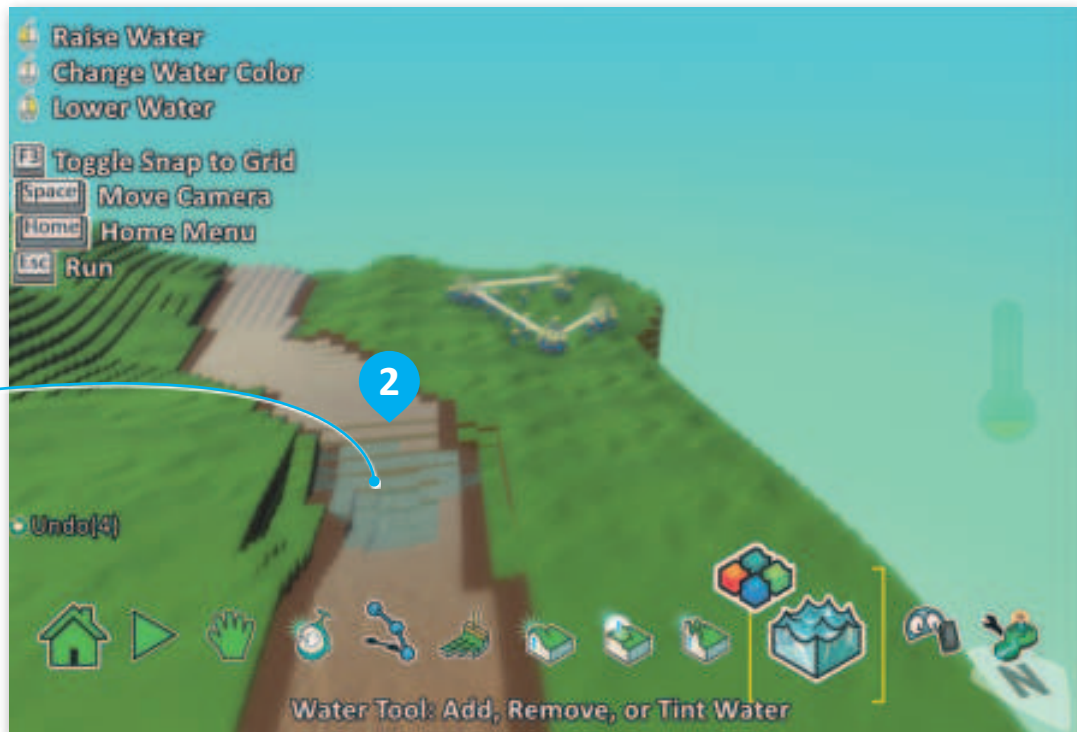 Raise Water
Change Water Color
Lower Water
F3 Toggle Snap to Grid
Space Move Camera
Home Home Menu
Esc Run
2
Undo(4)
N
Water Tool: Add, Remove, or Tint Water